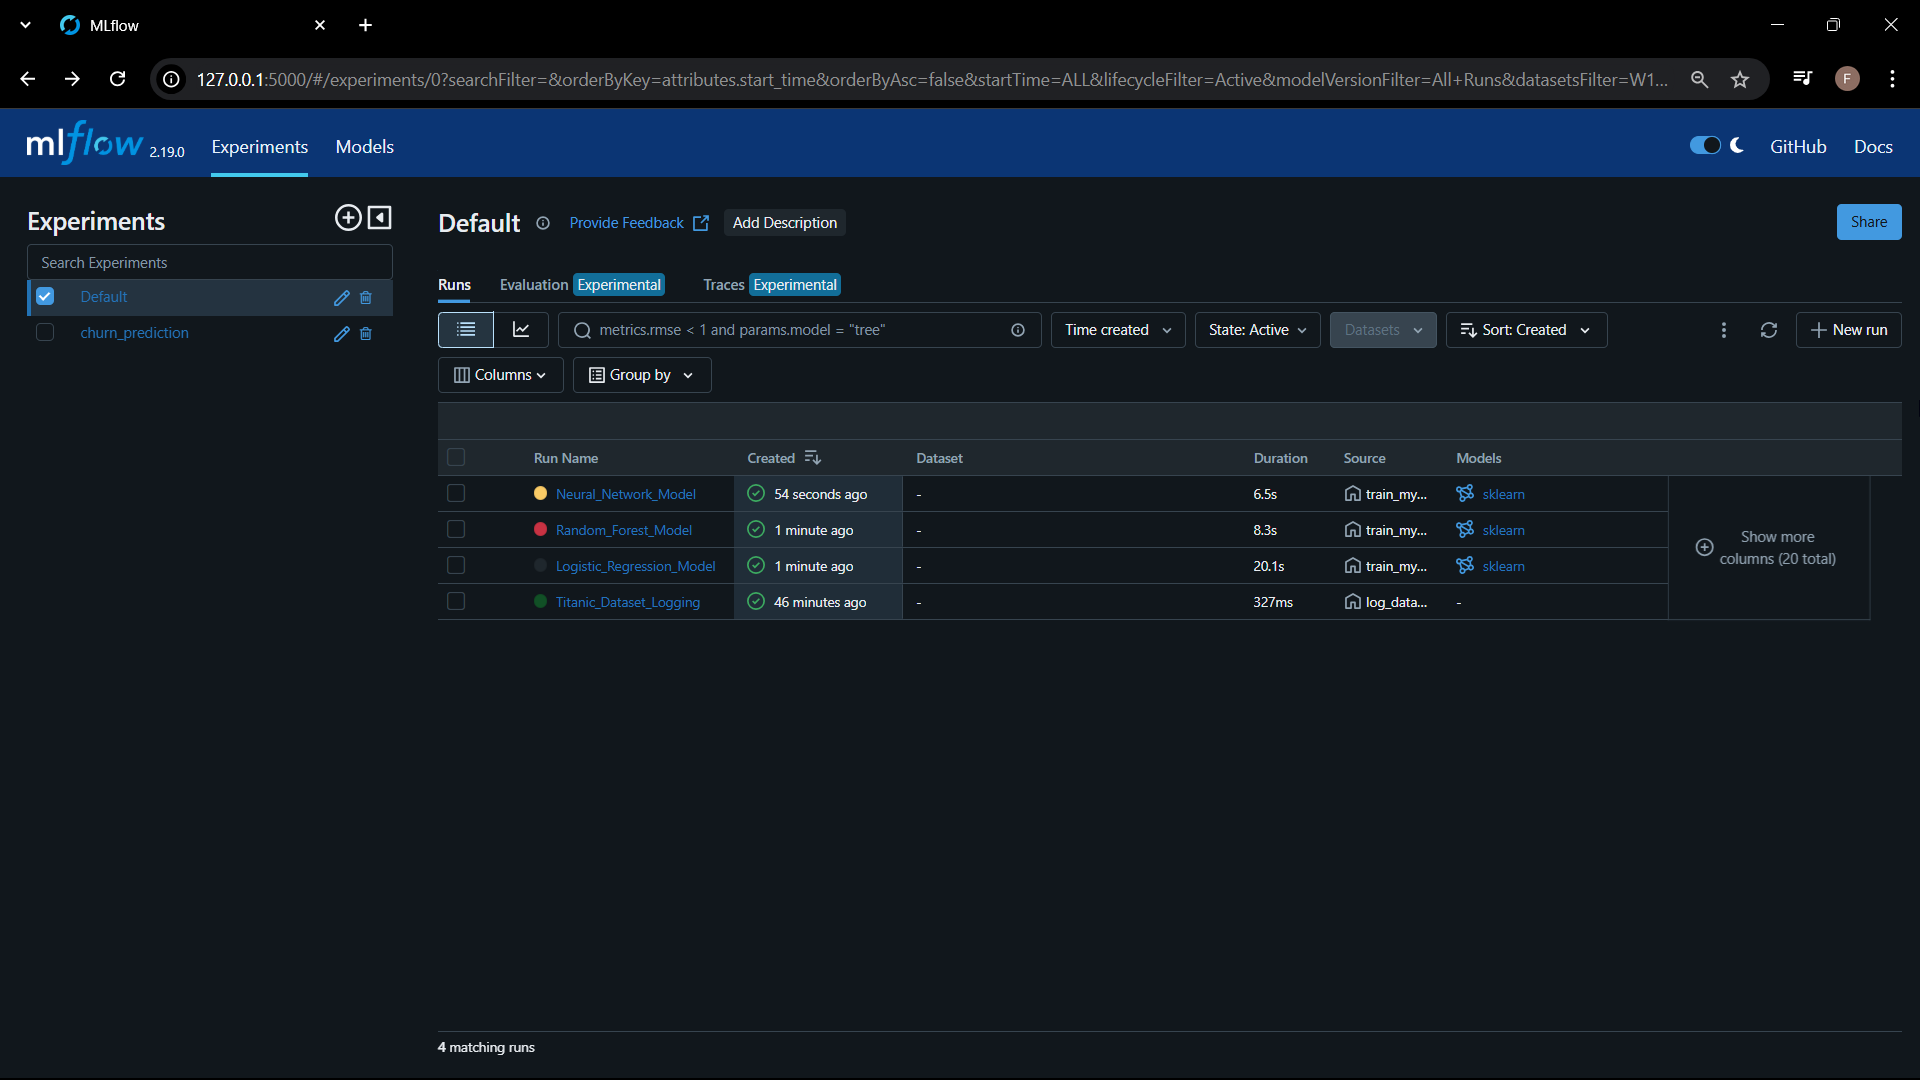 MLflow
127.0.0.1:5000/#/experiments/0?searchFilter=&orderByKey=attributes.start_time&orderByAsc=false&startTime=ALL&lifecycleFilter=Active&modelVersionFilter=All+Runs&datasetsFilter=W1...
F
mlflow 2.19.0 Experiments Models GitHub Docs
Experiments
Search Experiments
Default
churn_prediction
Default Provide Feedback Add Description Share
Runs Evaluation Experimental Traces Experimental
metrics.rmse < 1 and params.model = "tree" Time created State: Active Datasets Sort: Created New run
Columns Group by
Run Name Created Dataset Duration Source Models
Neural_Network_Model 54 seconds ago - 6.5s train_my... sklearn
Random_Forest_Model 1 minute ago - 8.3s train_my... sklearn
Logistic_Regression_Model 1 minute ago - 20.1s train_my... sklearn
Titanic_Dataset_Logging 46 minutes ago - 327ms log_data... -
Show more
columns (20 total)
4 matching runs